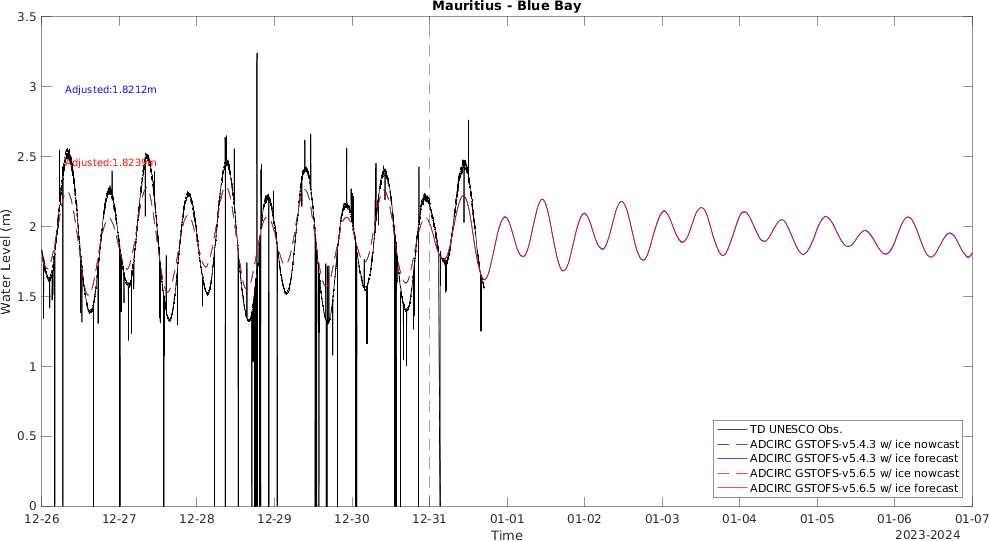 Mauritius - Blue Bay
Water Level (m)
3.5
3
2.5
2
1.5
1
0.5
0
Adjusted:1.8212m
Adjusted:1.8239m
TD UNESCO Obs.
ADCIRC GSTOFS-v5.4.3 w/ ice nowcast
ADCIRC GSTOFS-v5.4.3 w/ ice forecast
ADCIRC GSTOFS-v5.6.5 w/ ice nowcast
ADCIRC GSTOFS-v5.6.5 w/ ice forecast
12-26 12-27 12-28 12-29 12-30 12-31 01-01 01-02 01-03 01-04 01-05 01-06 01-07
Time
2023-2024